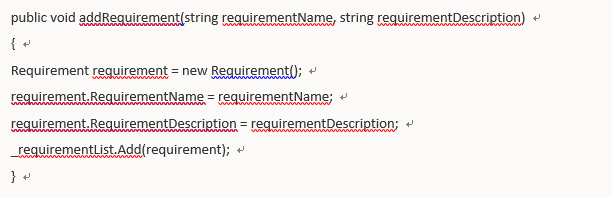 public void addRequirement(string requirementName, string requirementDescription)
{
Requirement requirement = new Requirement();
requirement.RequirementName = requirementName;
requirement.RequirementDescription = requirementDescription;
_requirementList.Add(requirement);
}